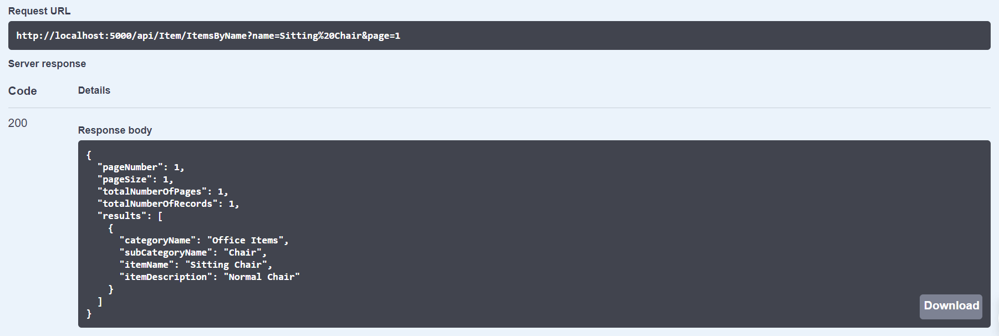 Request URL
http://localhost:5000/api/Item/ItemsByName?name=Sitting%20Chair&page=1
Server response
Code Details
200
Response body
{
  "pageNumber": 1,
  "pageSize": 1,
  "totalNumberOfPages": 1,
  "totalNumberOfRecords": 1,
  "results": [
    {
      "categoryName": "Office Items",
      "subCategoryName": "Chair",
      "itemName": "Sitting Chair",
      "itemDescription": "Normal Chair"
    }
  ]
}
Download